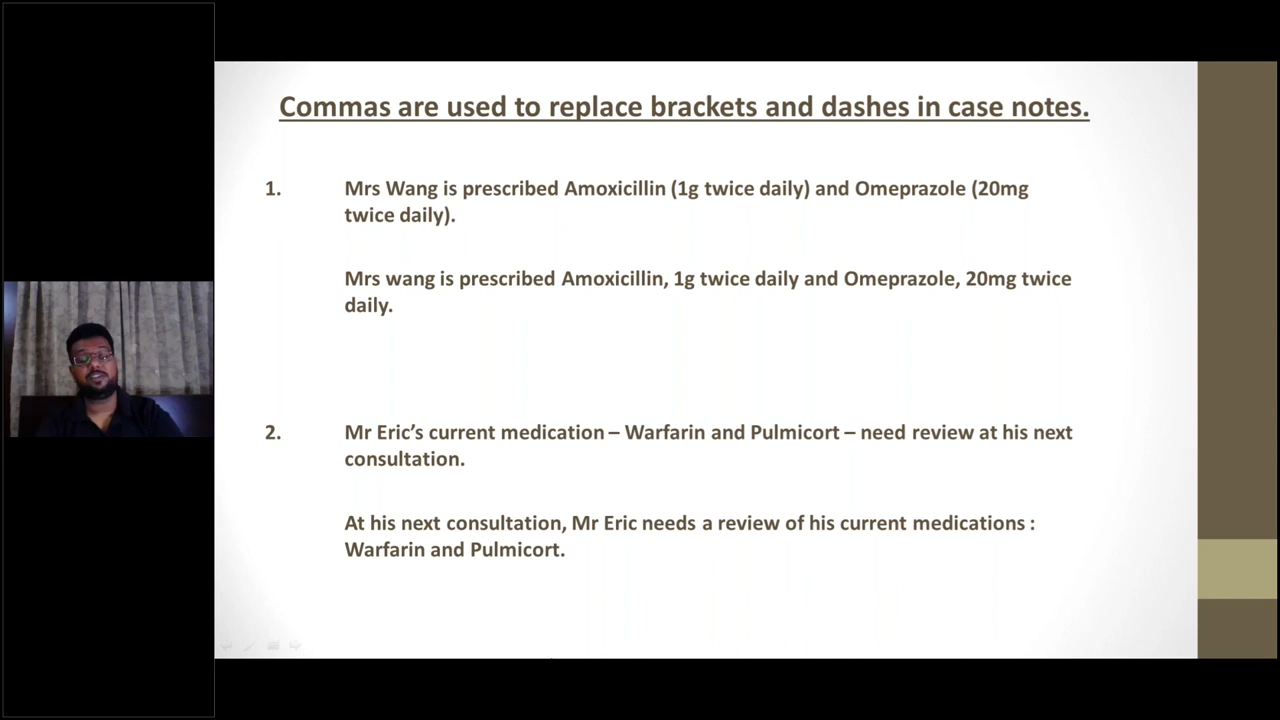 Commas are used to replace brackets and dashes in case notes.
1. Mrs Wang is prescribed Amoxicillin (1g twice daily) and Omeprazole (20mg
twice daily).
Mrs wang is prescribed Amoxicillin, 1g twice daily and Omeprazole, 20mg twice
daily.
2. Mr Eric’s current medication – Warfarin and Pulmicort – need review at his next
consultation.
At his next consultation, Mr Eric needs a review of his current medications :
Warfarin and Pulmicort.